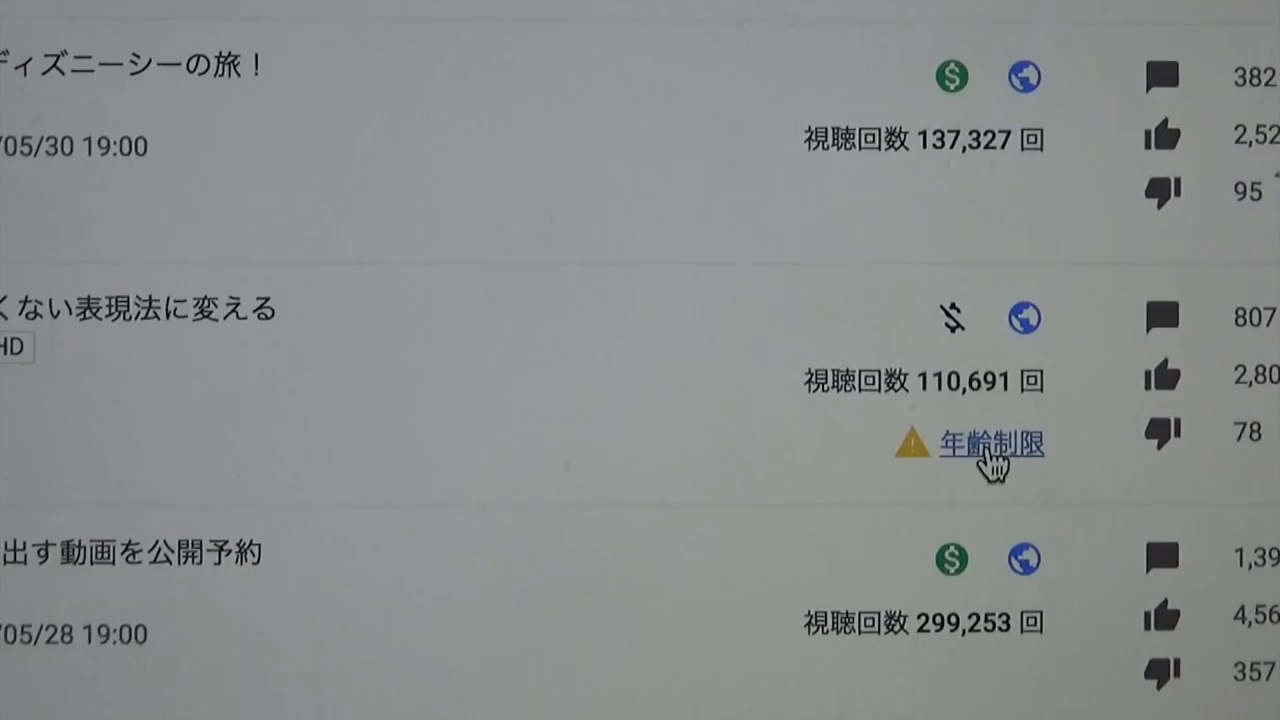 ディズニーシーの旅！
382
/05/30 19:00
視聴回数 137,327 回
2,52
95
くない表現法に変える
807
HD
視聴回数 110,691 回
2,80
年齢制限
78
出す動画を公開予約
1,39
/05/28 19:00
視聴回数 299,253 回
4,56
357